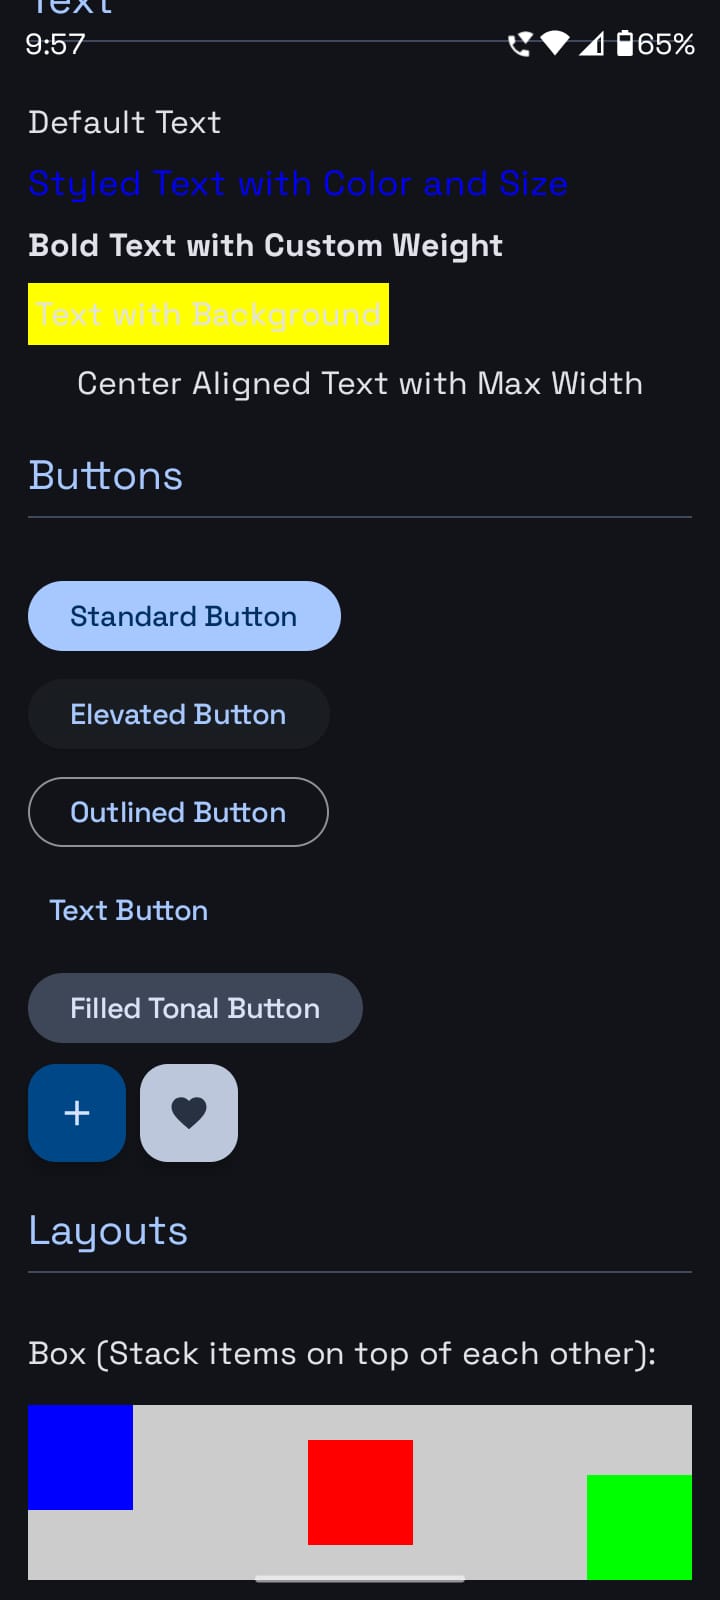 Text
9:57
65%
Default Text
Styled Text with Color and Size
Bold Text with Custom Weight
Text with Background
Center Aligned Text with Max Width
Buttons
Standard Button
Elevated Button
Outlined Button
Text Button
Filled Tonal Button
Layouts
Box (Stack items on top of each other):